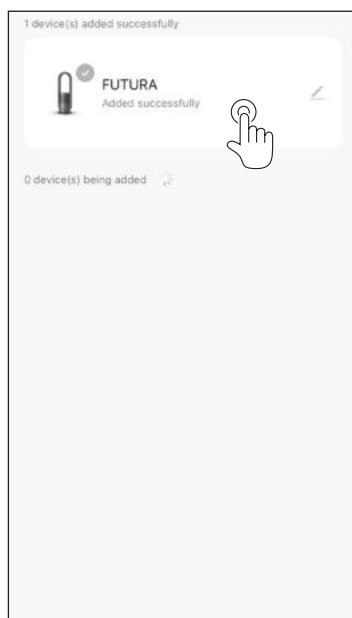 1 device(s) added successfully
FUTURA
Added successfully
0 device(s) being added